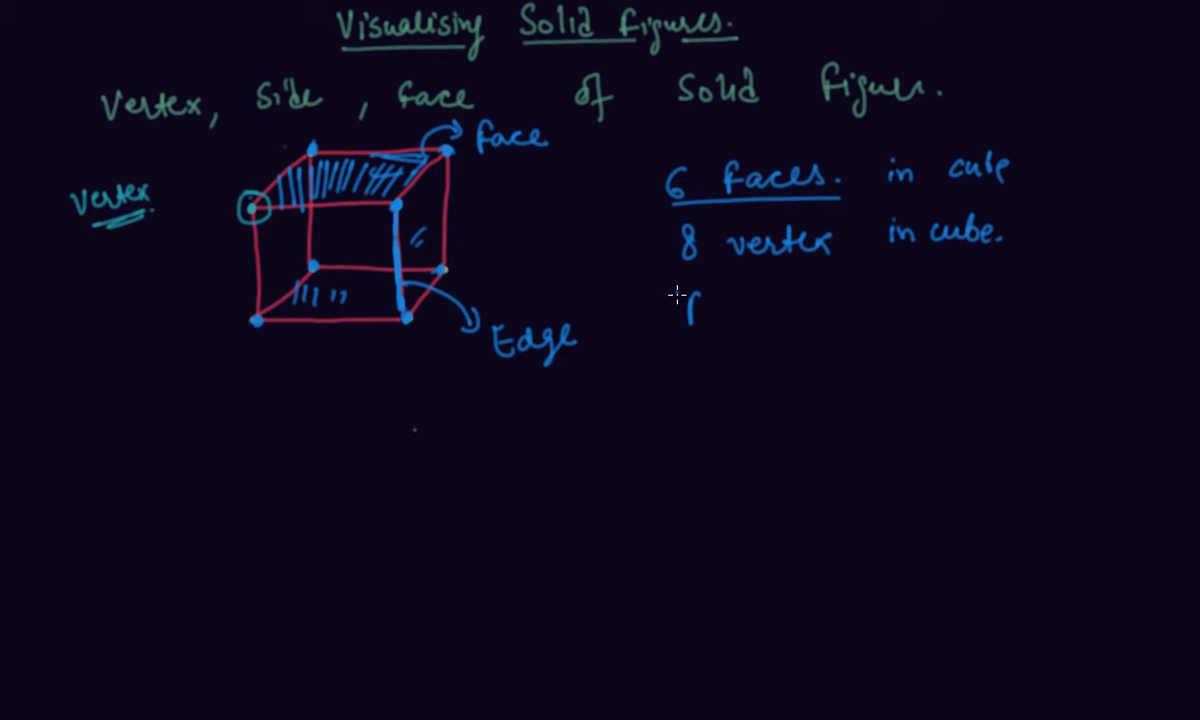 Visualising Solid figures.
Vertex, Side, face of Solid figure.
face
Vertex.
6 faces. in cube
8 vertex in cube.
Edge